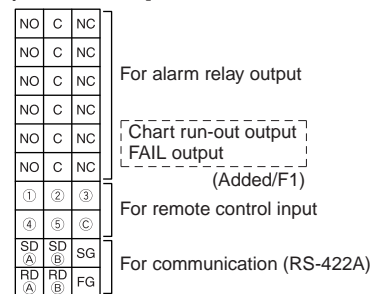 NO C NC
NO C NC
NO C NC
For alarm relay output
NO C NC
NO C NC
Chart run-out output
FAIL output
NO C NC
(Added/F1)
① ② ③
For remote control input
④ ⑤ Ⓒ
SD Ⓐ SD Ⓑ SG
For communication (RS-422A)
RD Ⓐ RD Ⓑ FG